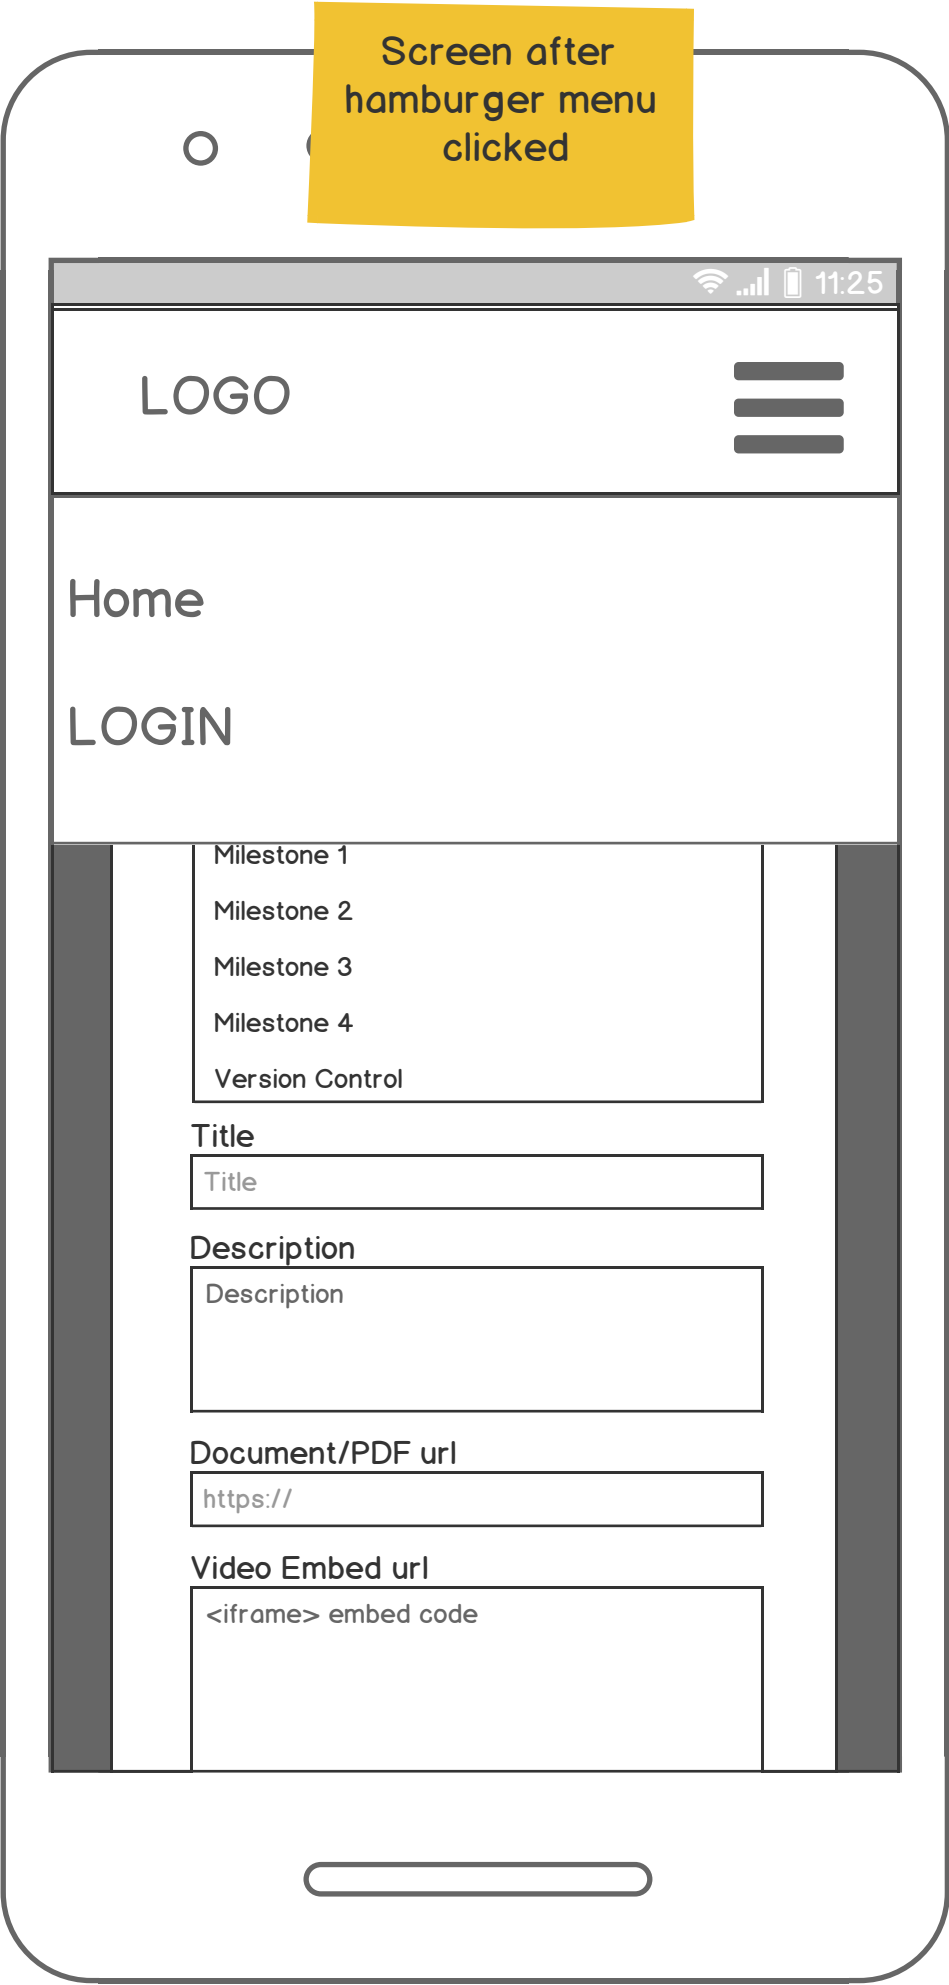 Screen after
hamburger menu
clicked
11:25
LOGO
Home
LOGIN
Milestone 1
Milestone 2
Milestone 3
Milestone 4
Version Control
Title
Title
Description
Description
Document/PDF url
https://
Video Embed url
<iframe> embed code